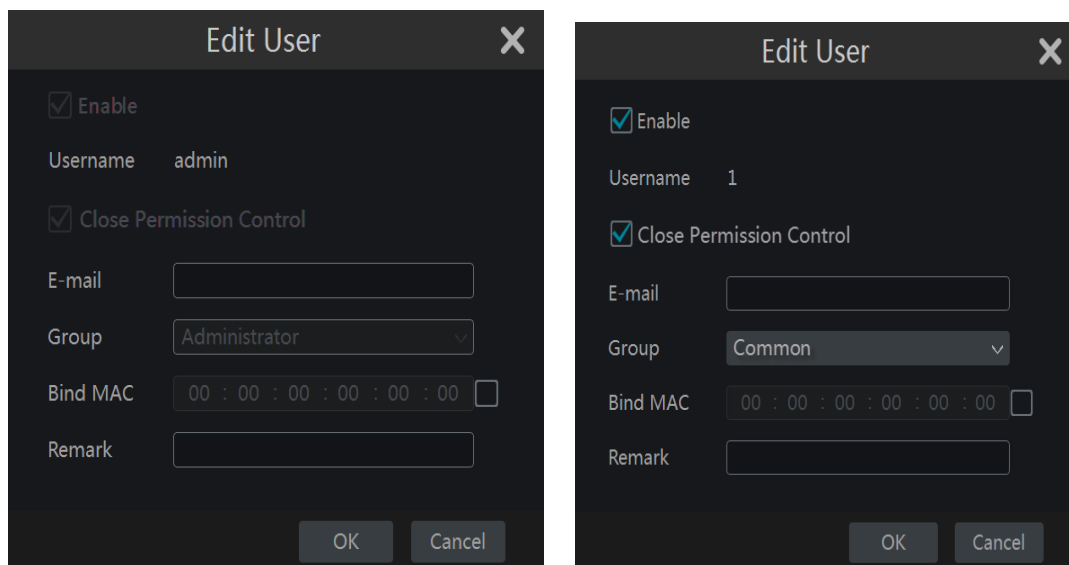 Edit User
Enable
Username admin
Close Permission Control
E-mail
Group Administrator
Bind MAC 00 : 00 : 00 : 00 : 00 : 00
Remark
OK Cancel
Edit User
Enable
Username 1
Close Permission Control
E-mail
Group Common
Bind MAC 00 : 00 : 00 : 00 : 00 : 00
Remark
OK Cancel